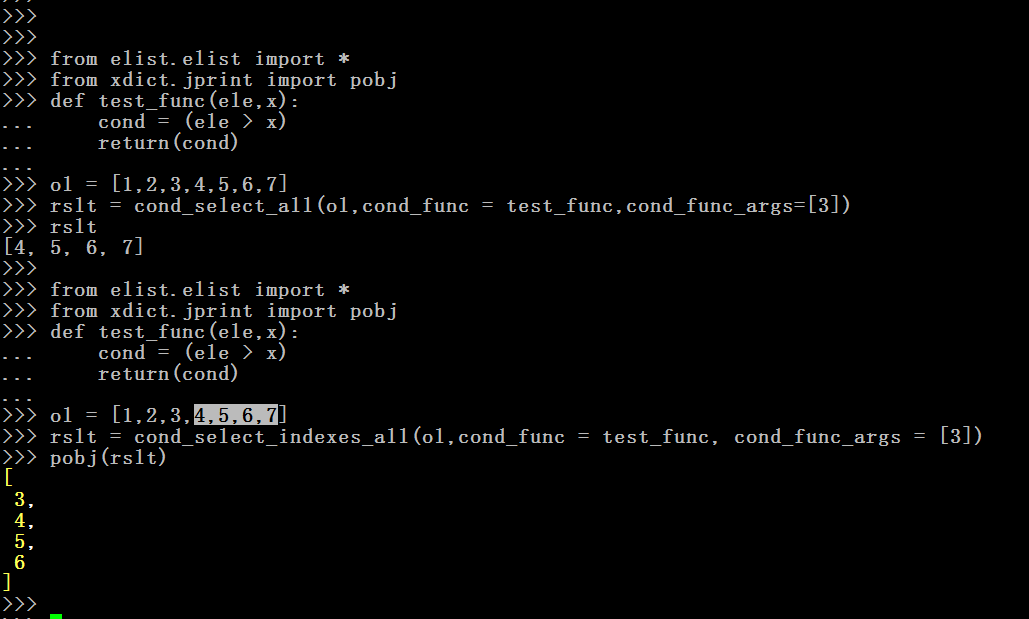 >>>
>>>
>>>
>>> from elist.elist import *
>>> from xdict.jprint import pobj
>>> def test_func(ele,x):
...     cond = (ele > x)
...     return(cond)
...
>>> ol = [1,2,3,4,5,6,7]
>>> rslt = cond_select_all(ol,cond_func = test_func,cond_func_args=[3])
>>> rslt
[4, 5, 6, 7]
>>>
>>> from elist.elist import *
>>> from xdict.jprint import pobj
>>> def test_func(ele,x):
...     cond = (ele > x)
...     return(cond)
...
>>> ol = [1,2,3,4,5,6,7]
>>> rslt = cond_select_indexes_all(ol,cond_func = test_func, cond_func_args = [3])
>>> pobj(rslt)
[
 3,
 4,
 5,
 6
]
>>>
>>>